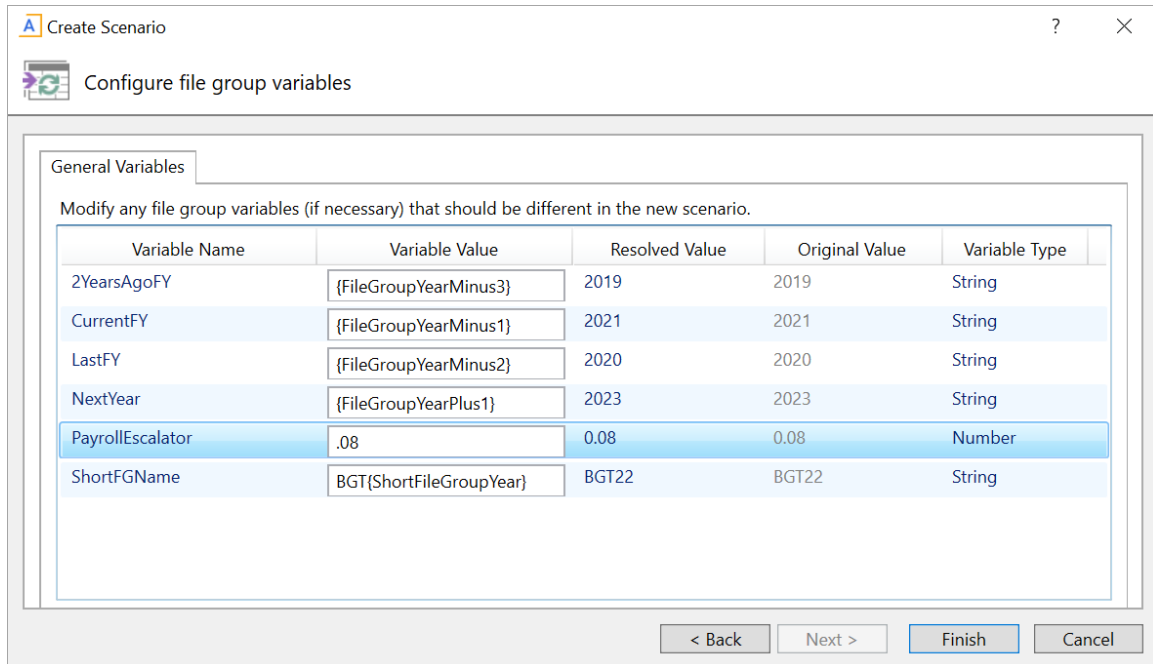 A Create Scenario ?
Configure file group variables
General Variables
Modify any file group variables (if necessary) that should be different in the new scenario.
Variable Name Variable Value Resolved Value Original Value Variable Type
2YearsAgoFY {FileGroupYearMinus3} 2019 2019 String
CurrentFY {FileGroupYearMinus1} 2021 2021 String
LastFY {FileGroupYearMinus2} 2020 2020 String
NextYear {FileGroupYearPlus1} 2023 2023 String
PayrollEscalator .08 0.08 0.08 Number
ShortFGName BGT{ShortFileGroupYear} BGT22 BGT22 String
< Back Next > Finish Cancel